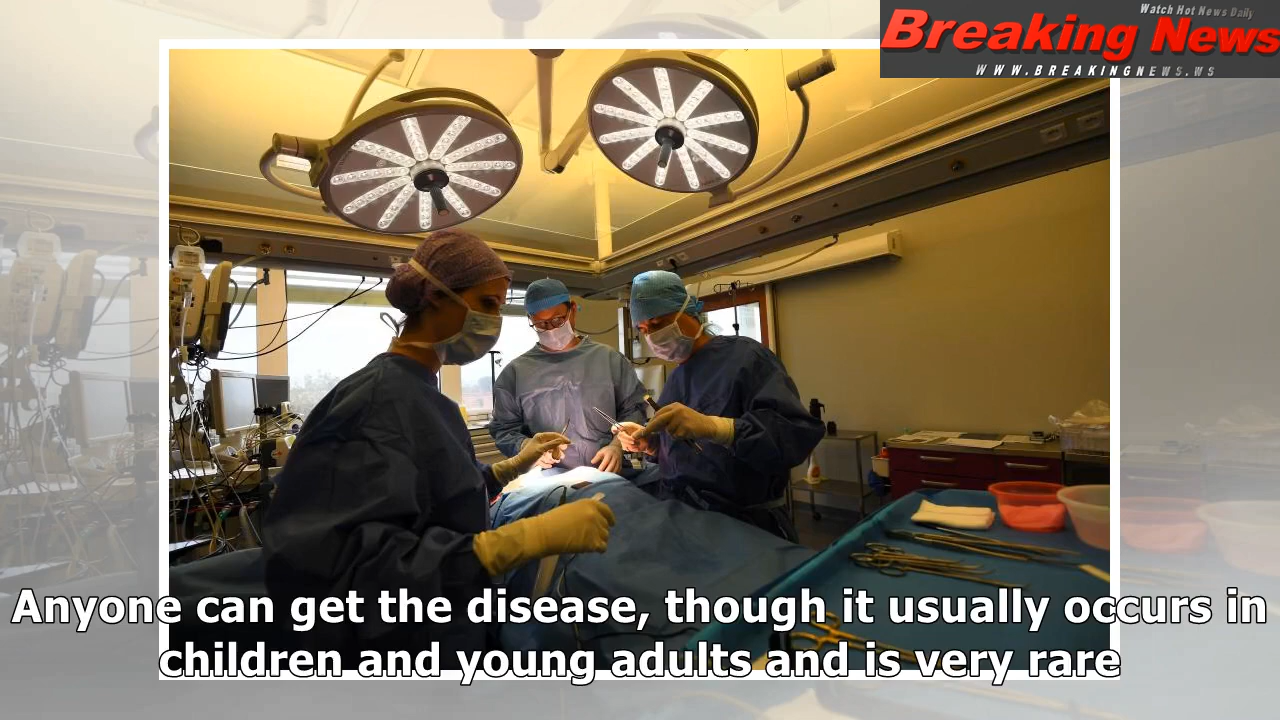 Watch Hot News Daily
Breaking News
WWW.BREAKINGNEWS.WS
Anyone can get the disease, though it usually occurs in
children and young adults and is very rare